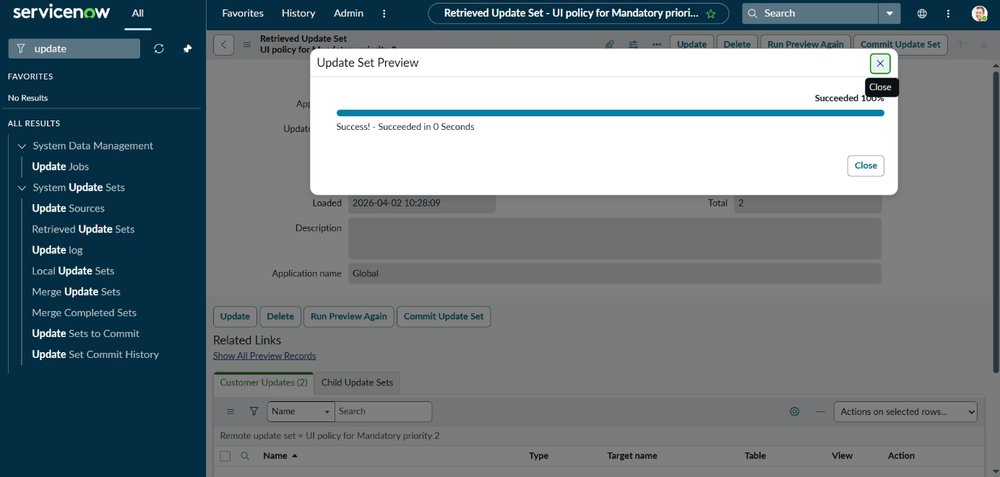 servicenow
All
Favorites
History
Admin
Retrieved Update Set - UI policy for Mandatory priori...
Search
update
FAVORITES
No Results
ALL RESULTS
System Data Management
Update Jobs
System Update Sets
Update Sources
Retrieved Update Sets
Update log
Local Update Sets
Merge Update Sets
Merge Completed Sets
Update Sets to Commit
Update Set Commit History
Retrieved Update Set
UI policy for Mandatory priority 2
Update
Delete
Run Preview Again
Commit Update Set
Update Set Preview
Close
Succeeded 100%
Success! - Succeeded in 0 Seconds
Close
App
Update
Loaded
2026-04-02 10:28:09
Total
2
Description
Application name
Global
Update
Delete
Run Preview Again
Commit Update Set
Related Links
Show All Preview Records
Customer Updates (2)
Child Update Sets
Name
Search
Actions on selected rows...
Remote update set = UI policy for Mandatory priority 2
Name
Type
Target name
Table
View
Action